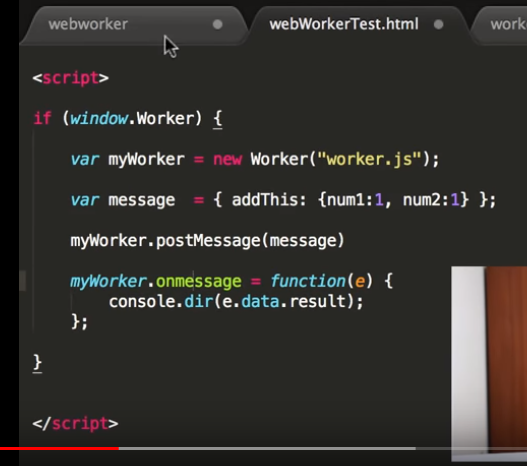 webworker
webWorkerTest.html
<script>
if (window.Worker) {
var myWorker = new Worker("worker.js");
var message = { addThis: {num1:1, num2:1} };
myWorker.postMessage(message)
myWorker.onmessage = function(e) {
console.dir(e.data.result);
};
}
</script>